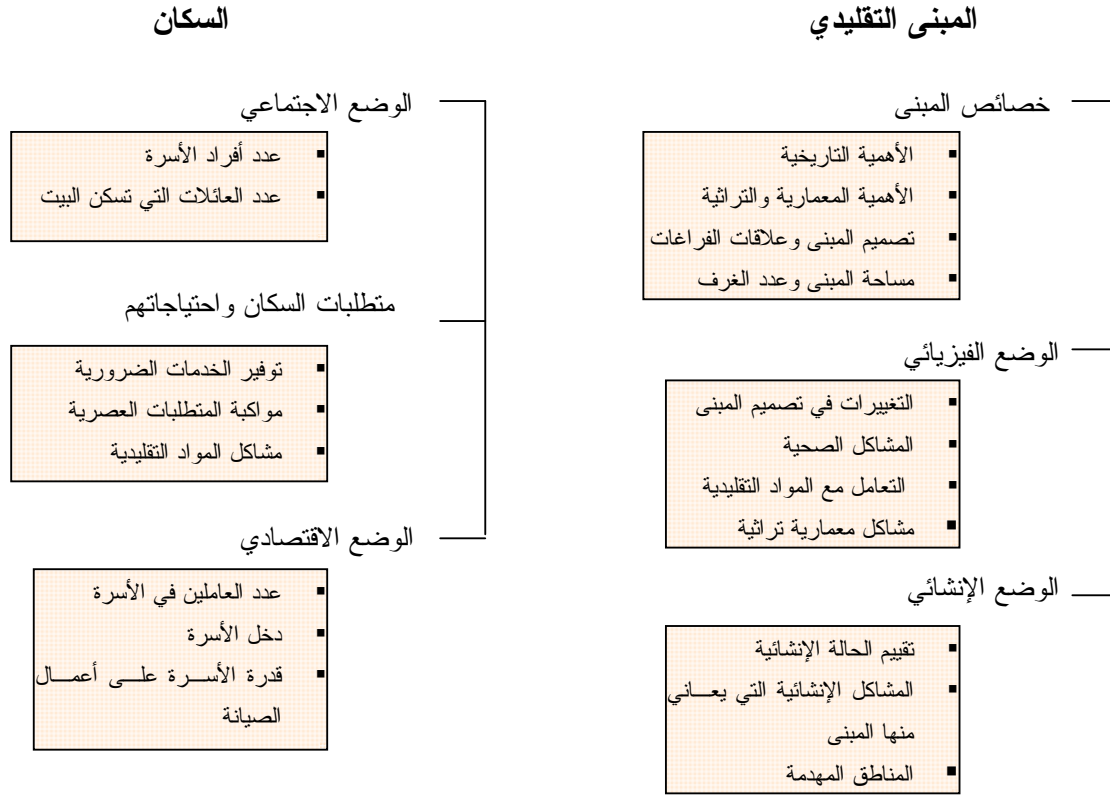 المبنى التقليدي
خصائص المبنى
▪ الأهمية التاريخية
▪ الأهمية المعمارية والتراثية
▪ تصميم المبنى وعلاقات الفراغات
▪ مساحة المبنى وعدد الغرف
الوضع الفيزيائي
▪ التغييرات في تصميم المبنى
▪ المشاكل الصحية
▪ التعامل مع المواد التقليدية
▪ مشاكل معمارية تراثية
الوضع الإنشائي
▪ تقييم الحالة الإنشائية
▪ المشاكل الإنشائية التي يعـــاني
منها المبنى
▪ المناطق المهدمة
السكان
الوضع الاجتماعي
▪ عدد أفراد الأسرة
▪ عدد العائلات التي تسكن البيت
متطلبات السكان واحتياجاتهم
▪ توفير الخدمات الضرورية
▪ مواكبة المتطلبات العصرية
▪ مشاكل المواد التقليدية
الوضع الاقتصادي
▪ عدد العاملين في الأسرة
▪ دخل الأسرة
▪ قدرة الأســـرة علـــى أعمـــال
الصيانة